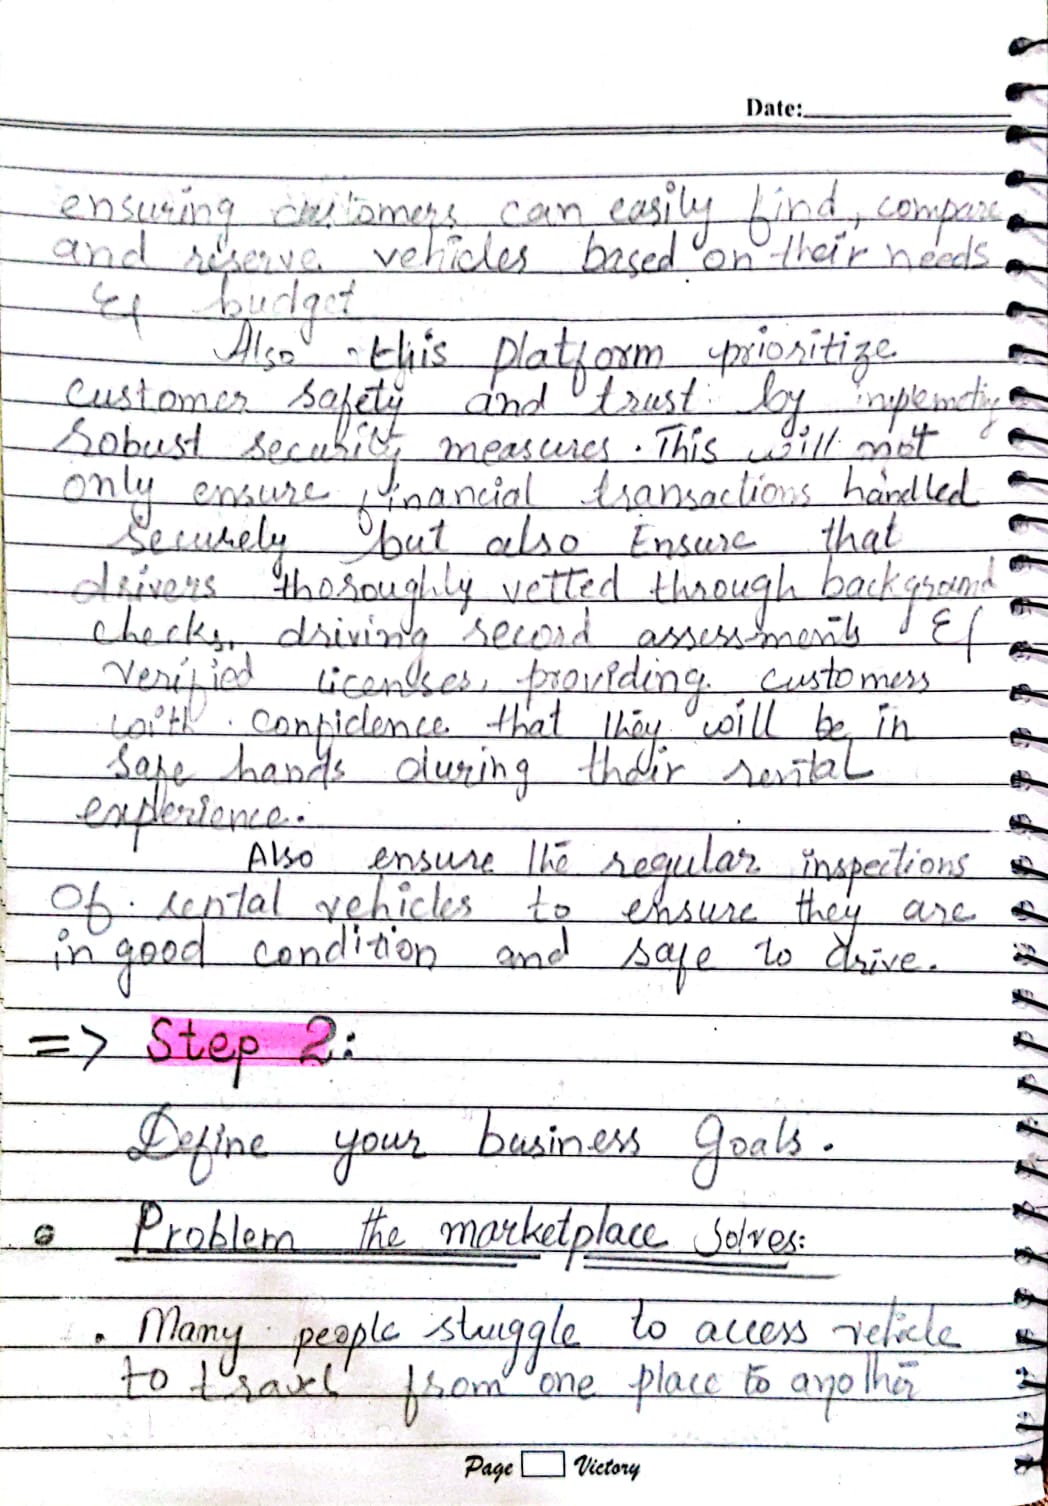 Date:
ensuring customers can easily find, compare
and reserve vehicles based on their needs
& budget
Also this platform prioritize
customer safety and trust by implemeting
robust security measures. This will not
only ensure financial transactions handled
securely but also Ensure that
drivers thoroughly vetted through background
checks, driving record assessments &
verified licenses, providing customers
with confidence that they will be in
safe hands during their rental
experience.
Also ensure the regular inspections
Of rental vehicles to ensure they are
in good condition and safe to drive.
=> Step 2:
Define your business goals.
Problem the marketplace solves:
. Many people struggle to access vehicle
to travel from one place to another
Page Victory